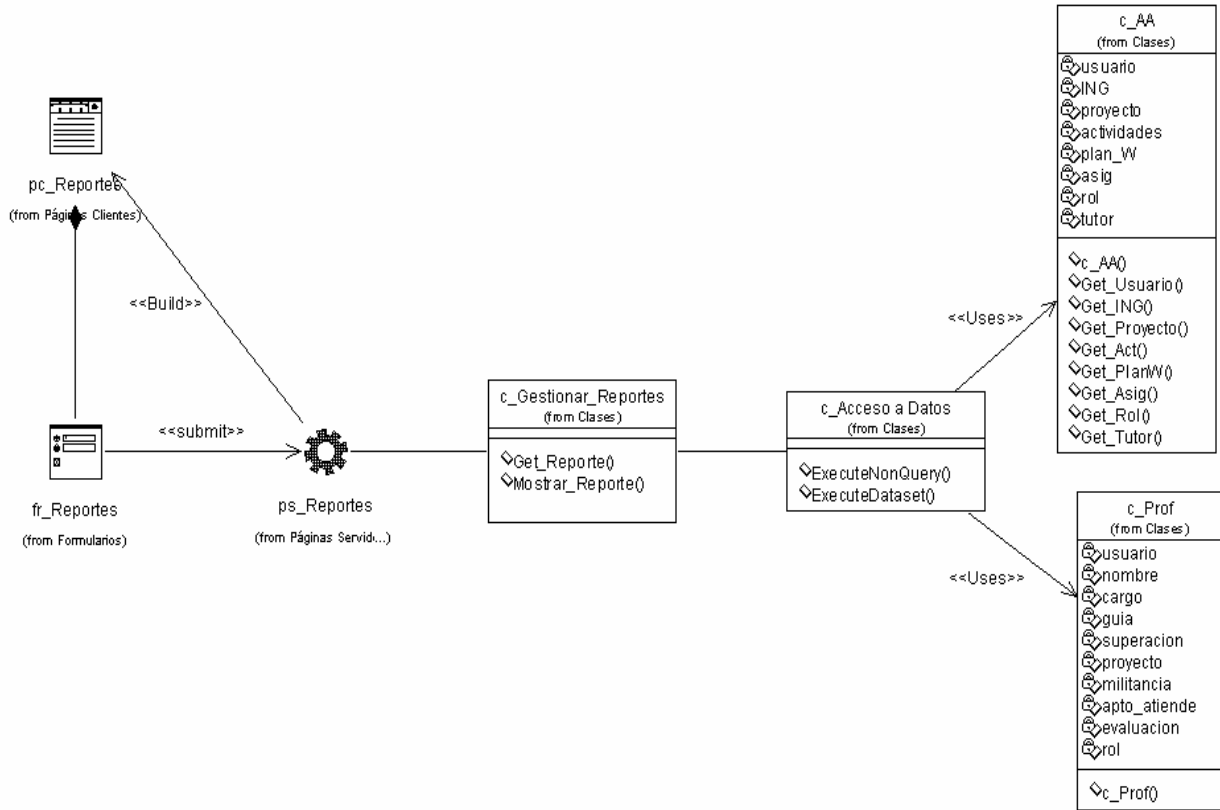 pc_Reportes
(from Páginas Clientes)
<<Build>>
fr_Reportes
(from Formularios)
<<submit>>
ps_Reportes
(from Páginas Servid...)
c_Gestionar_Reportes
(from Clases)
Get_Reporte()
Mostrar_Reporte()
c_Acceso a Datos
(from Clases)
ExecuteNonQuery()
ExecuteDataset()
<<Uses>>
<<Uses>>
c_AA
(from Clases)
usuario
ING
proyecto
actividades
plan_W
asig
rol
tutor
c_AA()
Get_Usuario()
Get_ING()
Get_Proyecto()
Get_Act()
Get_PlanW()
Get_Asig()
Get_Rol()
Get_Tutor()
c_Prof
(from Clases)
usuario
nombre
cargo
guia
superacion
proyecto
militancia
apto_atiende
evaluacion
rol
c_Prof()